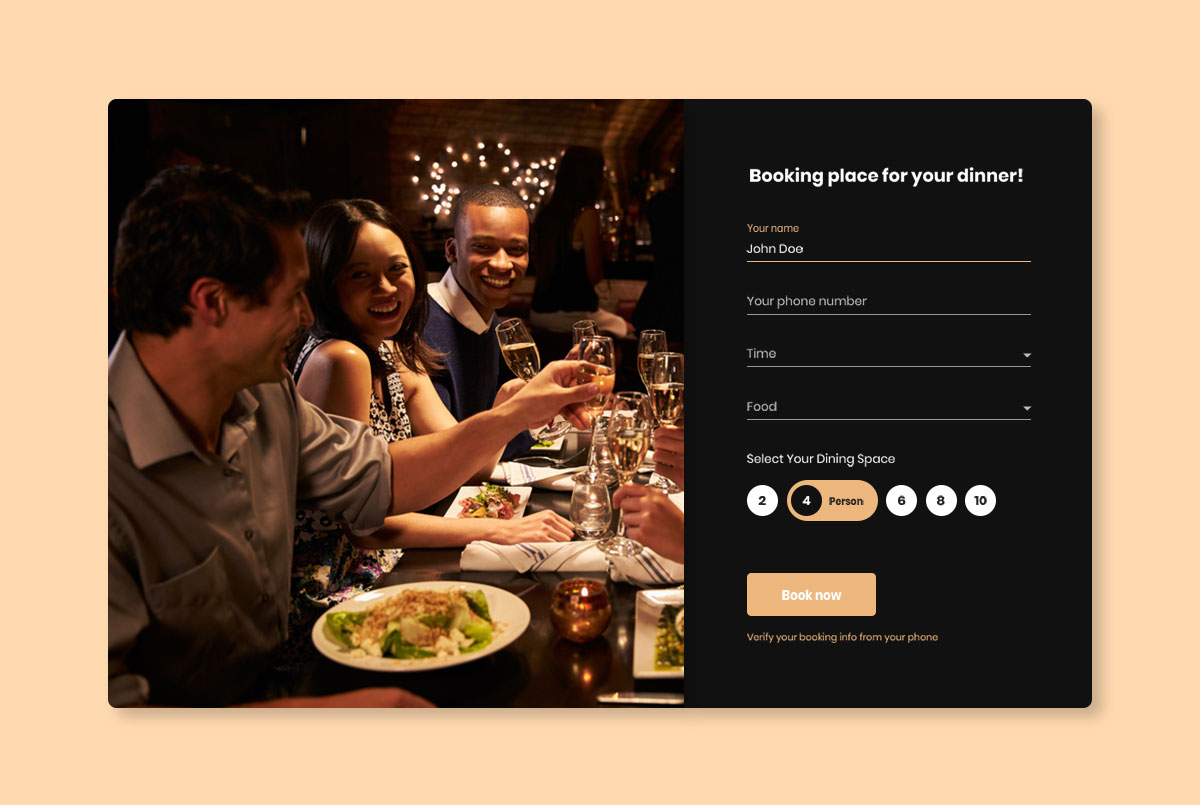 Booking place for your dinner!
Your name
John Doe
Your phone number
Time
Food
Select Your Dining Space
2 4 Person 6 8 10
Book now
Verify your booking info from your phone